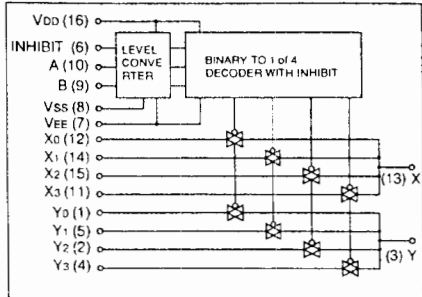 VDD (16)
INHIBIT (6)
A (10)
B (9)
VSS (8)
VEE (7)
LEVEL
CONVE
RTER
BINARY TO 1 of 4
DECODER WITH INHIBIT
X0 (12)
X1 (14)
X2 (15)
X3 (11)
(13) X
Y0 (1)
Y1 (5)
Y2 (2)
Y3 (4)
(3) Y